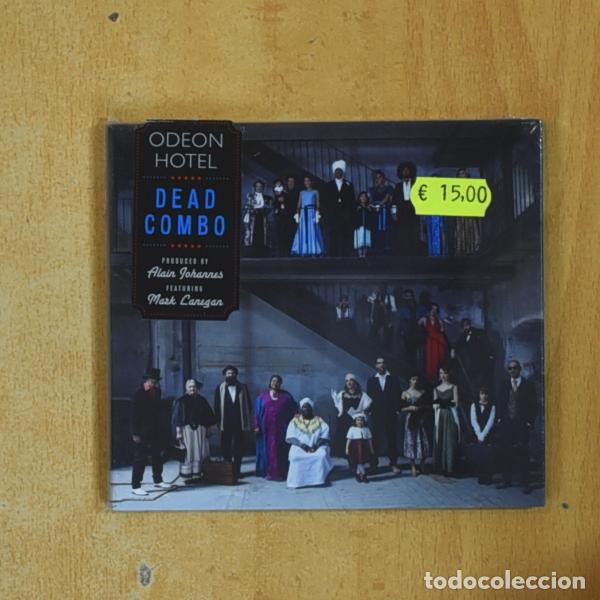 ODEON
HOTEL
DEAD
COMBO
PRODUCED BY
Alain Johannes
FEATURING
Mark Lanegan
€ 15,00
todocoleccion